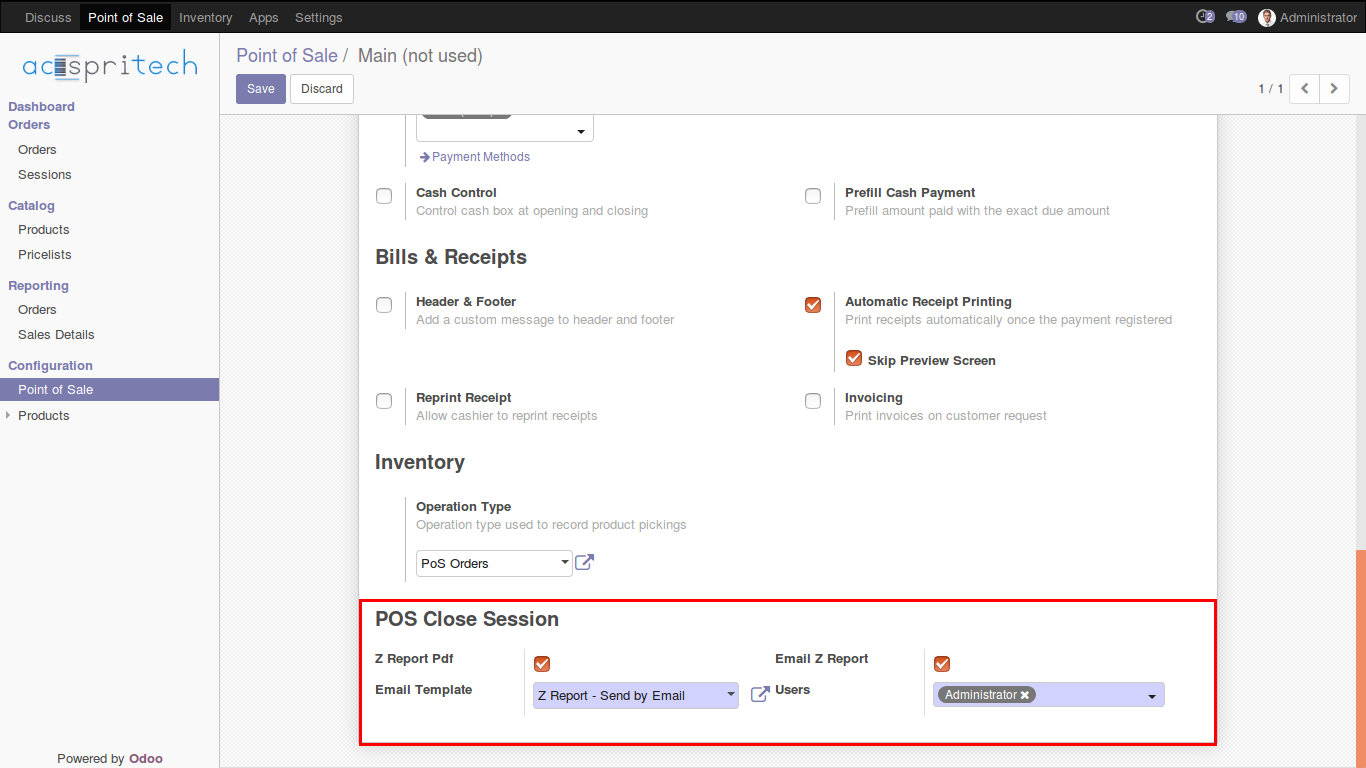 Discuss Point of Sale Inventory Apps Settings 2 10 Administrator
acespritech
Point of Sale / Main (not used)
Save Discard 1 / 1
Dashboard
Orders
Orders
Sessions
Catalog
Products
Pricelists
Reporting
Orders
Sales Details
Configuration
Point of Sale
Products
Powered by Odoo
Payment Methods
Cash Control
Control cash box at opening and closing
Prefill Cash Payment
Prefill amount paid with the exact due amount
Bills & Receipts
Header & Footer
Add a custom message to header and footer
Automatic Receipt Printing
Print receipts automatically once the payment registered
Skip Preview Screen
Reprint Receipt
Allow cashier to reprint receipts
Invoicing
Print invoices on customer request
Inventory
Operation Type
Operation type used to record product pickings
PoS Orders
POS Close Session
Z Report Pdf
Email Z Report
Email Template Z Report - Send by Email
Users Administrator